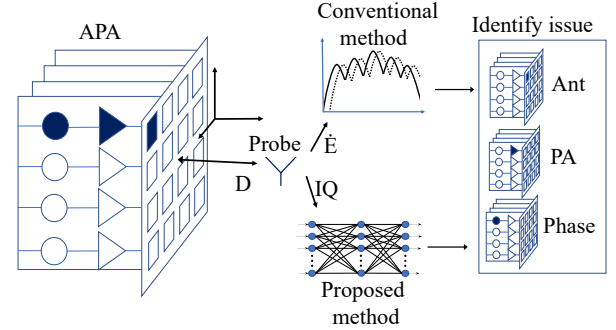 APA
Conventional
method
Identify issue
Ant
Probe
Ė
D
IQ
PA
Phase
Proposed
method